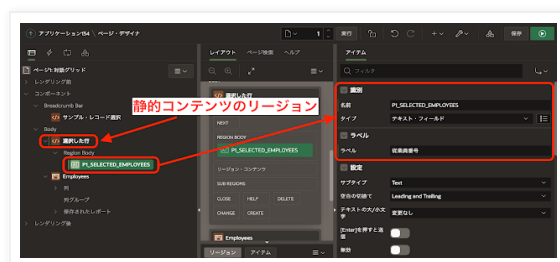 アプリケーション154 \ ページ・デザイナ
1
実行
保存
レイアウト
ページ検索
ヘルプ
アイテム
ページ1: 対話グリッド
レンダリング前
コンポーネント
Breadcrumb Bar
サンプル・レコード選択
Body
選択した行
Region Body
P1_SELECTED_EMPLOYEES
Employees
列
列グループ
保存されたレポート
レンダリング後
静的コンテンツのリージョン
選択した行
NEXT
REGION BODY
P1_SELECTED_EMPLOYEES
リージョン・コンテンツ
SUB REGIONS
CLOSE
HELP
DELETE
CHANGE
CREATE
Employees
リージョン
アイテム
フィルタ
識別
名前
P1_SELECTED_EMPLOYEES
タイプ
テキスト・フィールド
ラベル
ラベル
従業員番号
設定
サブタイプ
Text
空白の切捨て
Leading and Trailing
テキストの大/小文字
変更なし
[Enter]を押すと送信
無効